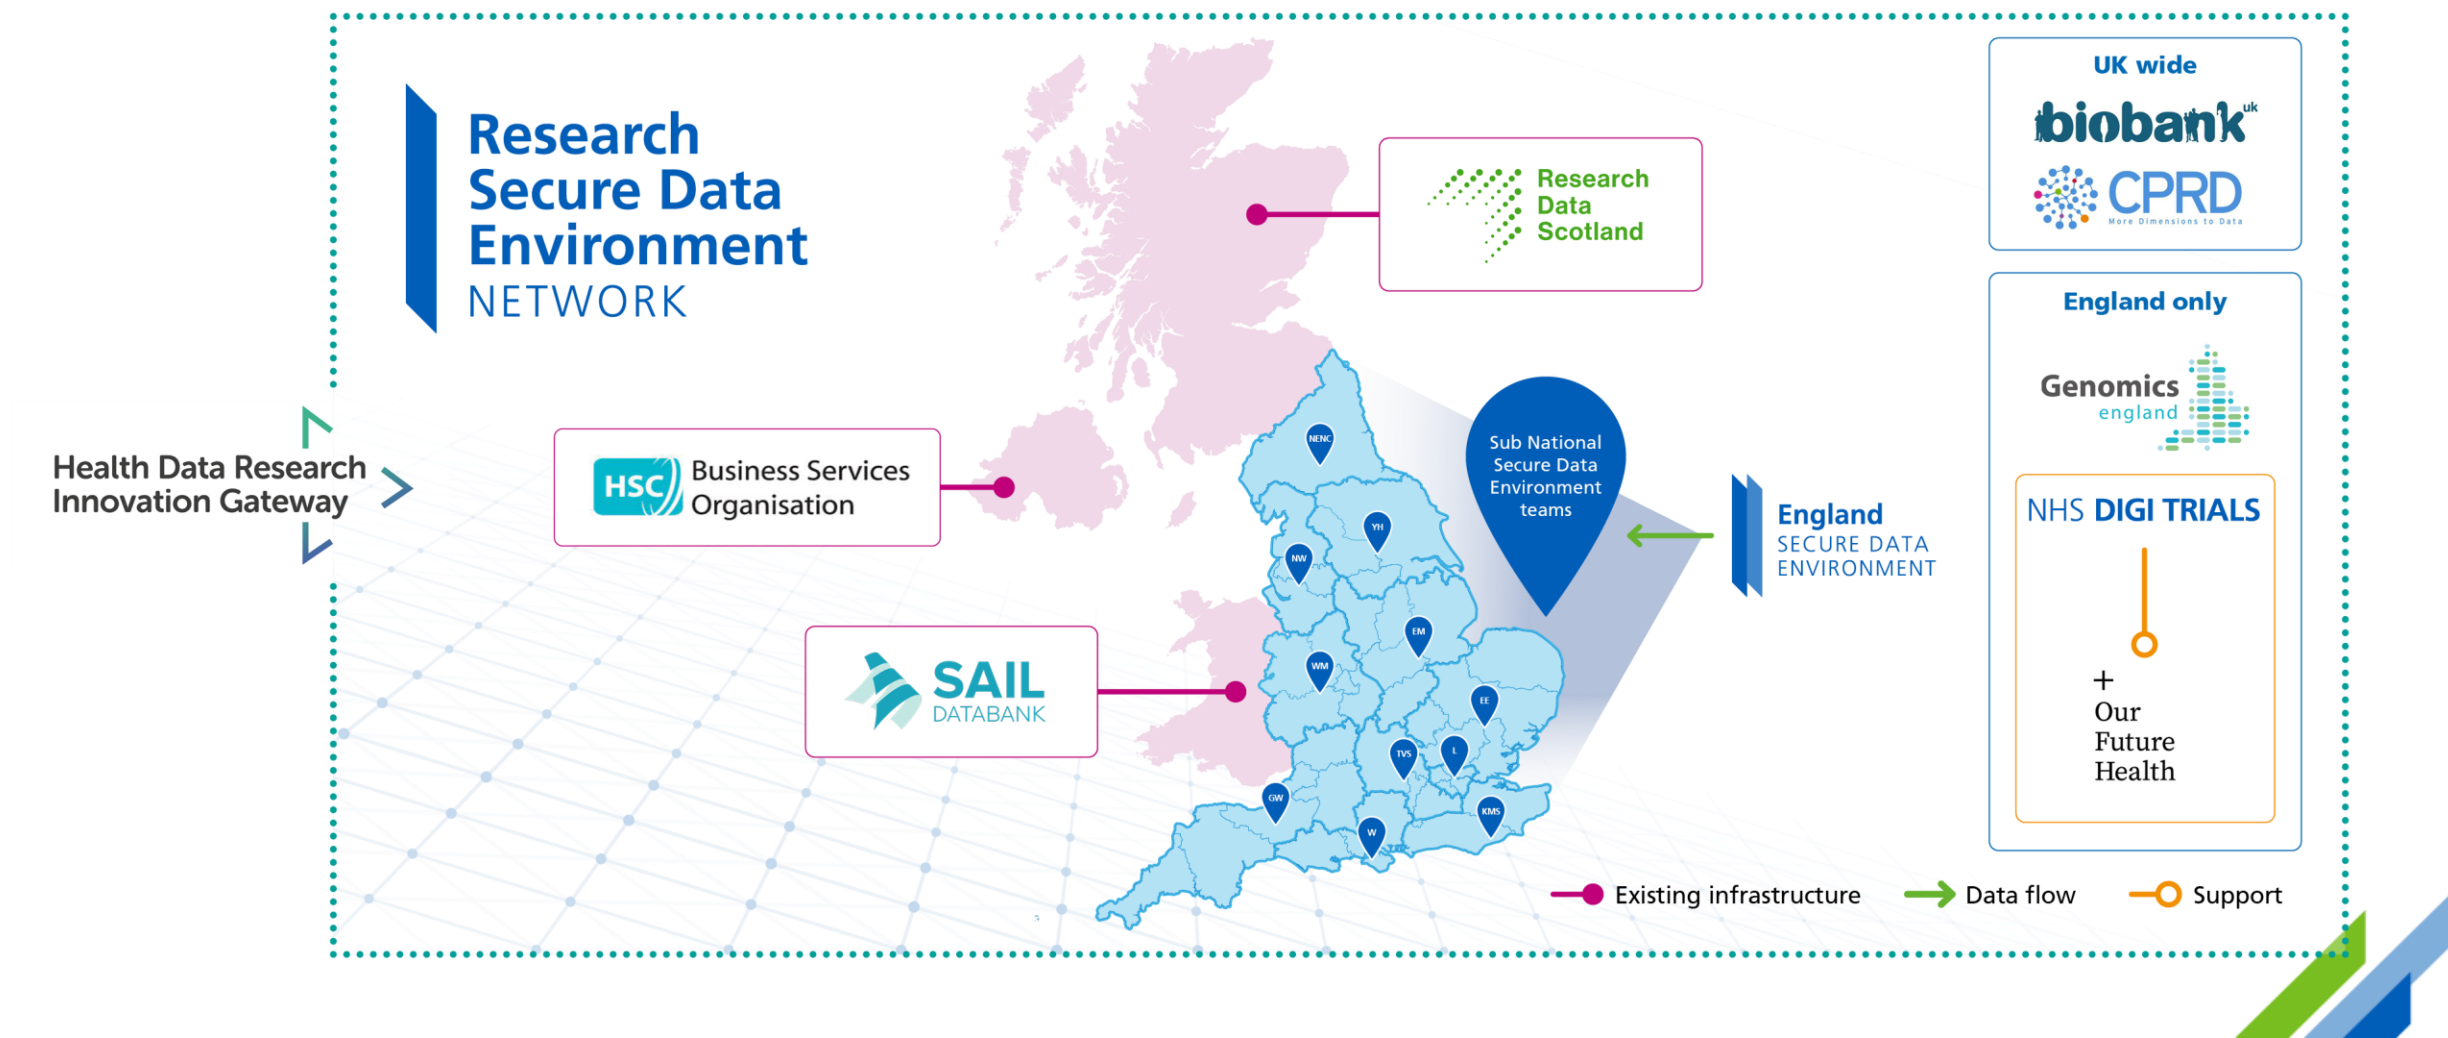 Research
Secure Data
Environment
NETWORK
Health Data Research
Innovation Gateway
HSC
Business Services
Organisation
SAIL
DATABANK
Research
Data
Scotland
NENC
YH
NW
EM
WM
EE
TVS
L
GW
W
KMS
Sub National
Secure Data
Environment
teams
England
SECURE DATA
ENVIRONMENT
UK wide
biobank uk
CPRD
More Dimensions to Data
England only
Genomics
england
NHS DIGI TRIALS
+
Our
Future
Health
Existing infrastructure
Data flow
Support